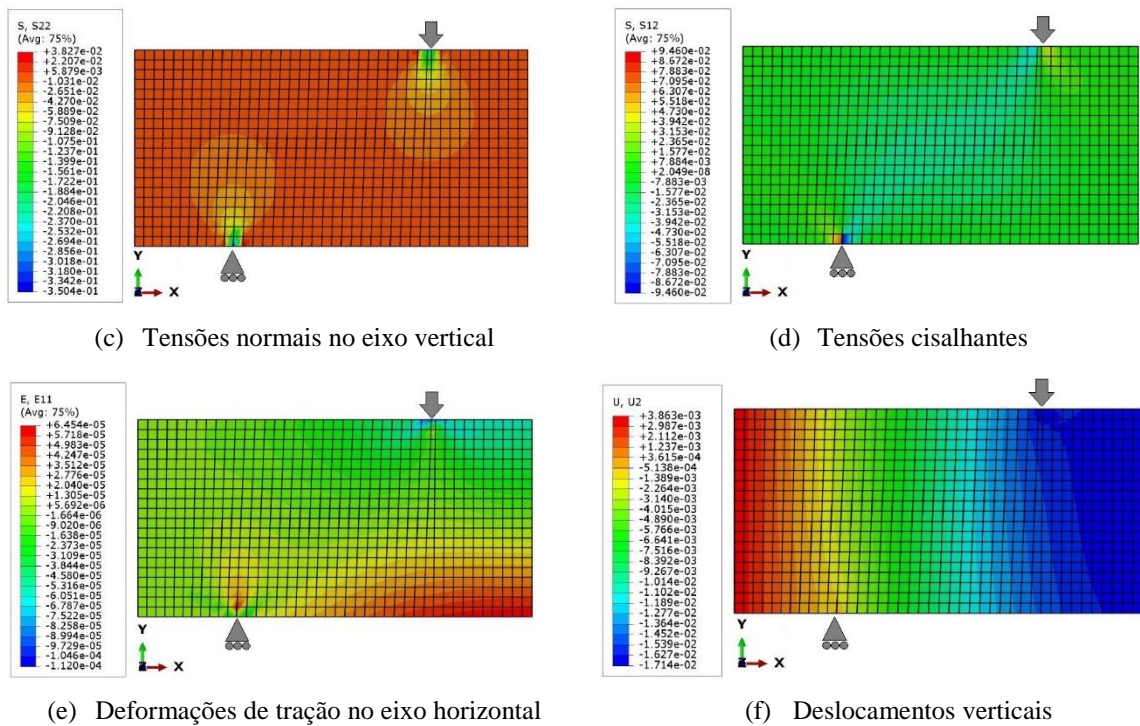 S, S22
(Avg: 75%)
+3.827e-02
+2.207e-02
+5.879e-03
-1.031e-02
-2.651e-02
-4.270e-02
-5.889e-02
-7.509e-02
-9.128e-02
-1.075e-01
-1.237e-01
-1.399e-01
-1.561e-01
-1.722e-01
-1.884e-01
-2.046e-01
-2.208e-01
-2.370e-01
-2.532e-01
-2.694e-01
-2.856e-01
-3.018e-01
-3.180e-01
-3.342e-01
-3.504e-01
Y
Z X
(c) Tensões normais no eixo vertical
S, S12
(Avg: 75%)
+9.460e-02
+8.672e-02
+7.883e-02
+7.095e-02
+6.307e-02
+5.518e-02
+4.730e-02
+3.942e-02
+3.153e-02
+2.365e-02
+1.577e-02
+7.884e-03
+2.049e-08
-7.883e-03
-1.577e-02
-2.365e-02
-3.153e-02
-3.942e-02
-4.730e-02
-5.518e-02
-6.307e-02
-7.095e-02
-7.883e-02
-8.672e-02
-9.460e-02
Y
Z X
(d) Tensões cisalhantes
E, E11
(Avg: 75%)
+6.454e-05
+5.718e-05
+4.983e-05
+4.247e-05
+3.512e-05
+2.776e-05
+2.040e-05
+1.305e-05
+5.692e-06
-1.664e-06
-9.020e-06
-1.638e-05
-2.373e-05
-3.109e-05
-3.844e-05
-4.580e-05
-5.316e-05
-6.051e-05
-6.787e-05
-7.522e-05
-8.258e-05
-8.994e-05
-9.729e-05
-1.046e-04
-1.120e-04
Y
Z X
(e) Deformações de tração no eixo horizontal
U, U2
+3.863e-03
+2.987e-03
+2.112e-03
+1.237e-03
+3.615e-04
-5.138e-04
-1.389e-03
-2.264e-03
-3.140e-03
-4.015e-03
-4.890e-03
-5.766e-03
-6.641e-03
-7.516e-03
-8.392e-03
-9.267e-03
-1.014e-02
-1.102e-02
-1.189e-02
-1.277e-02
-1.364e-02
-1.452e-02
-1.539e-02
-1.627e-02
-1.714e-02
Y
Z X
(f) Deslocamentos verticais